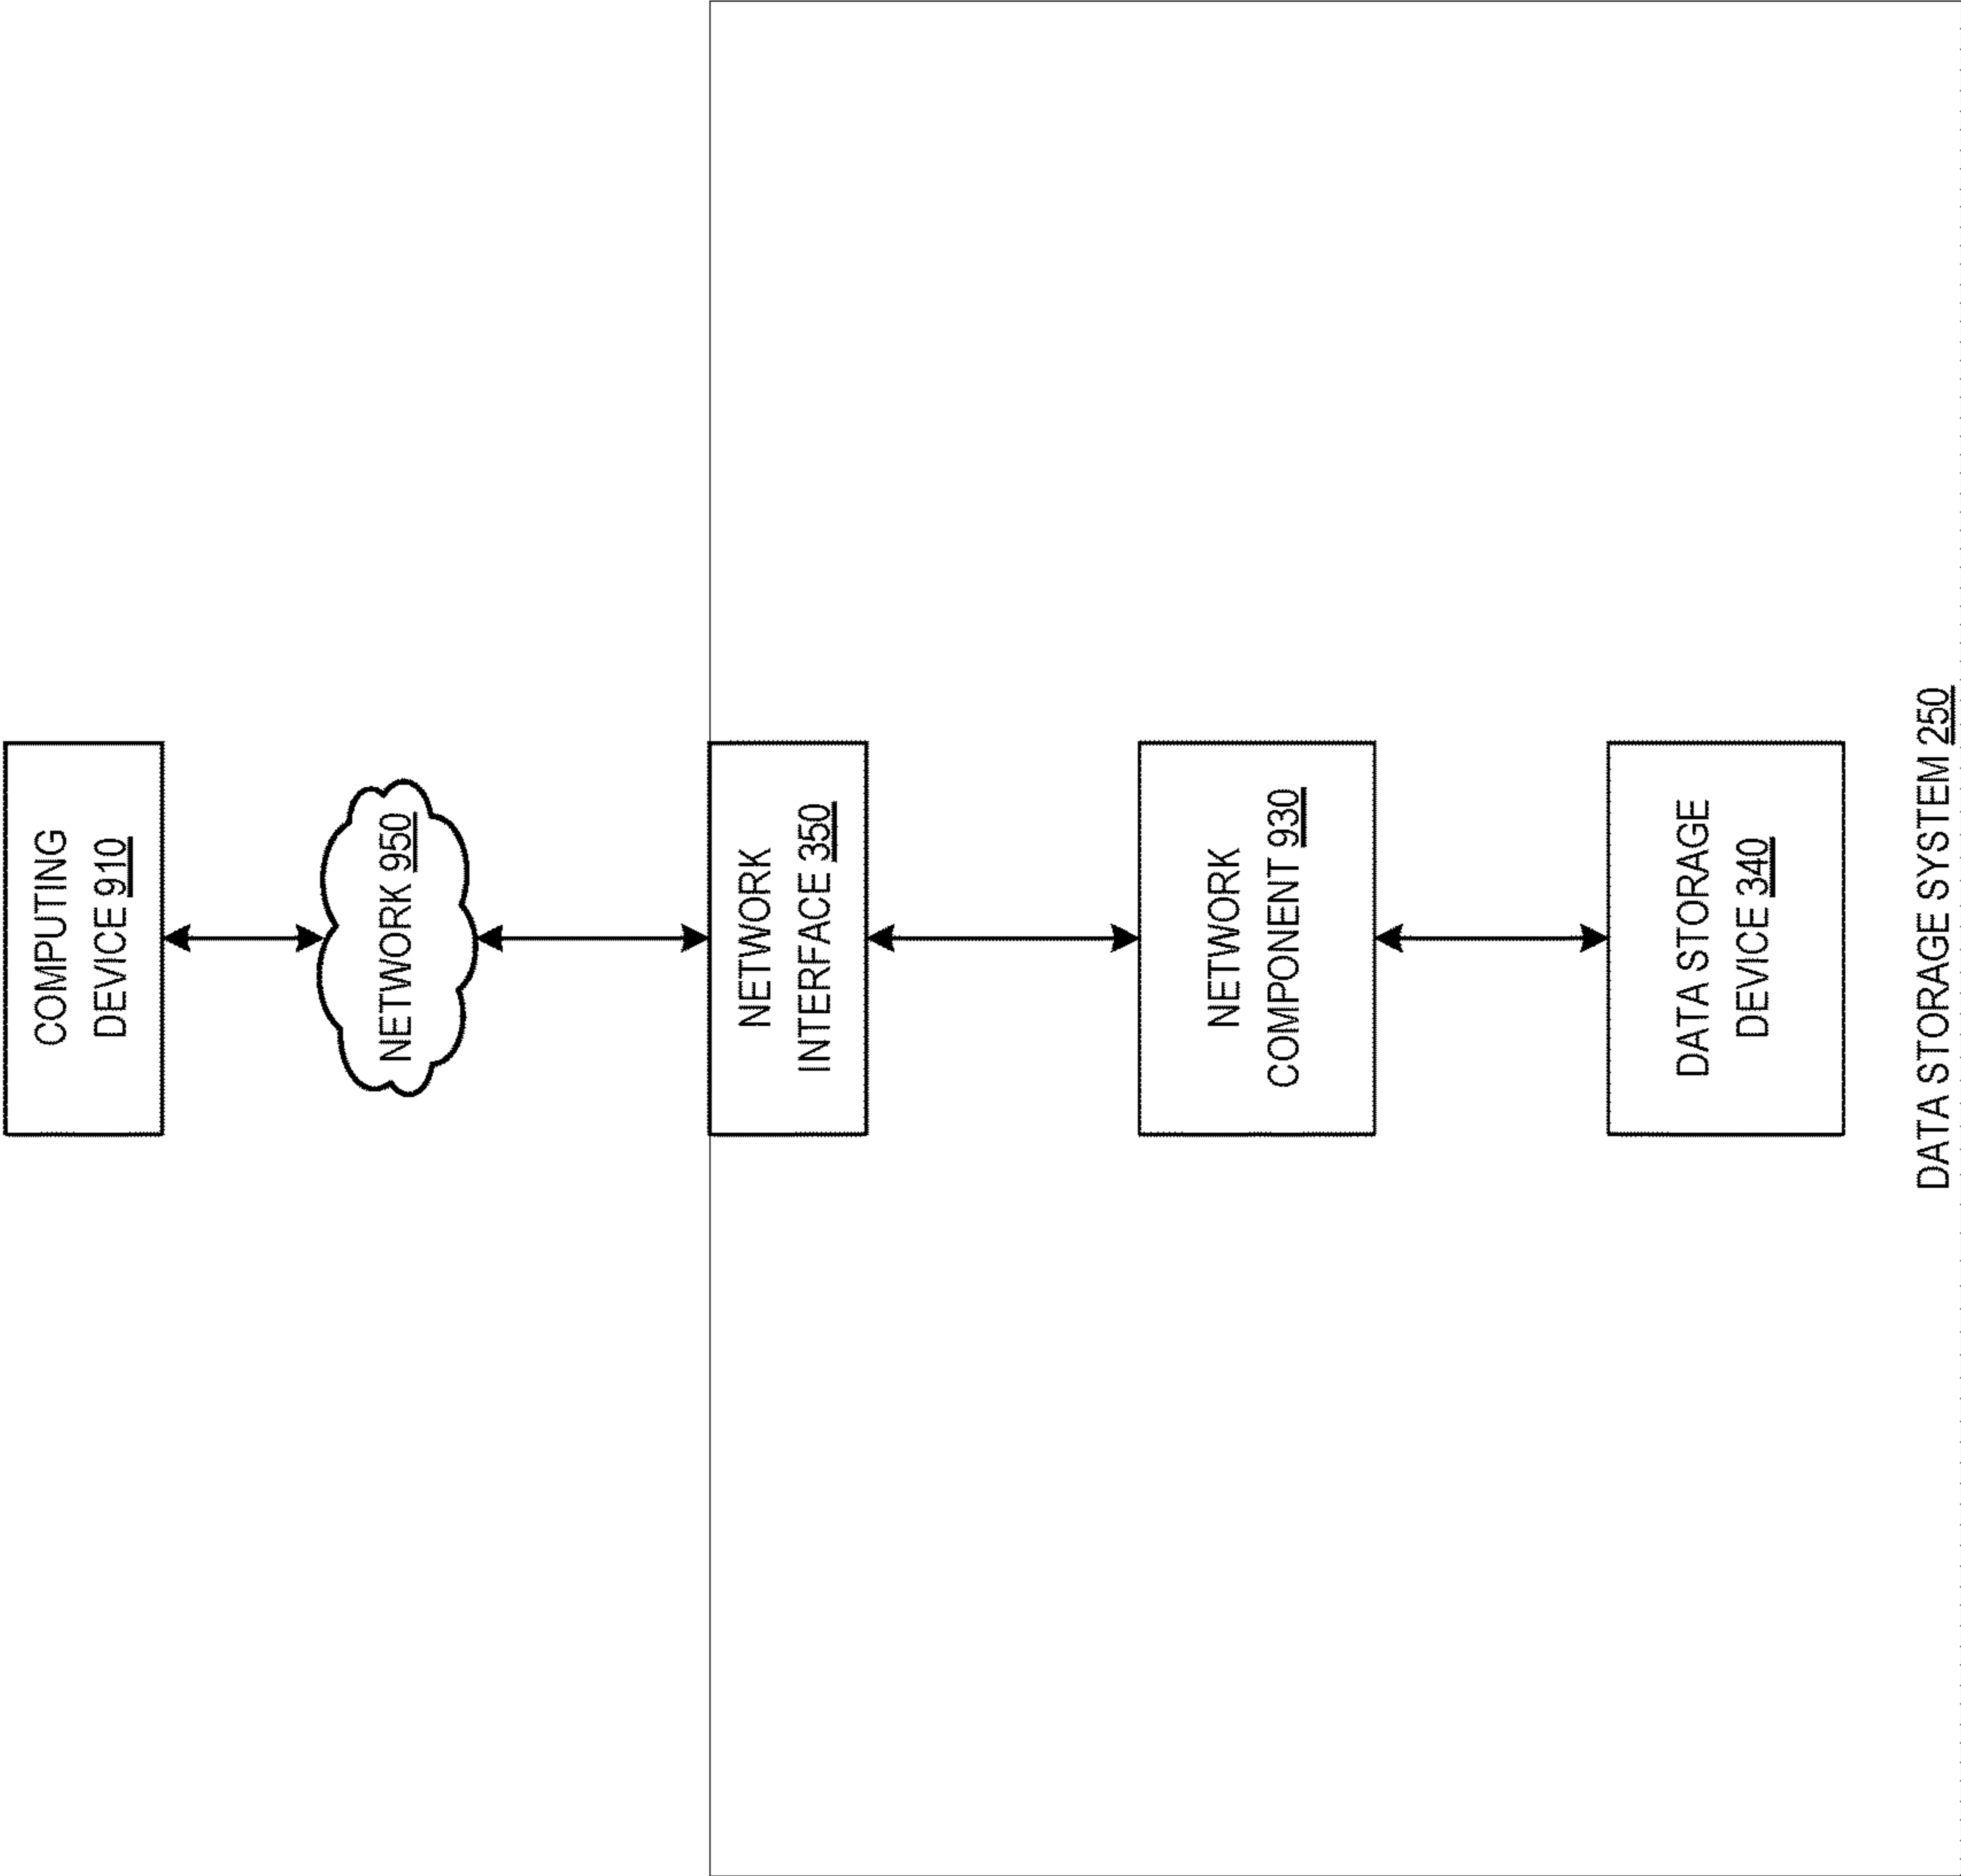 COMPUTING
DEVICE 910
NETWORK 950
NETWORK
INTERFACE 350
NETWORK
COMPONENT 930
DATA STORAGE
DEVICE 340
DATA STORAGE SYSTEM 250